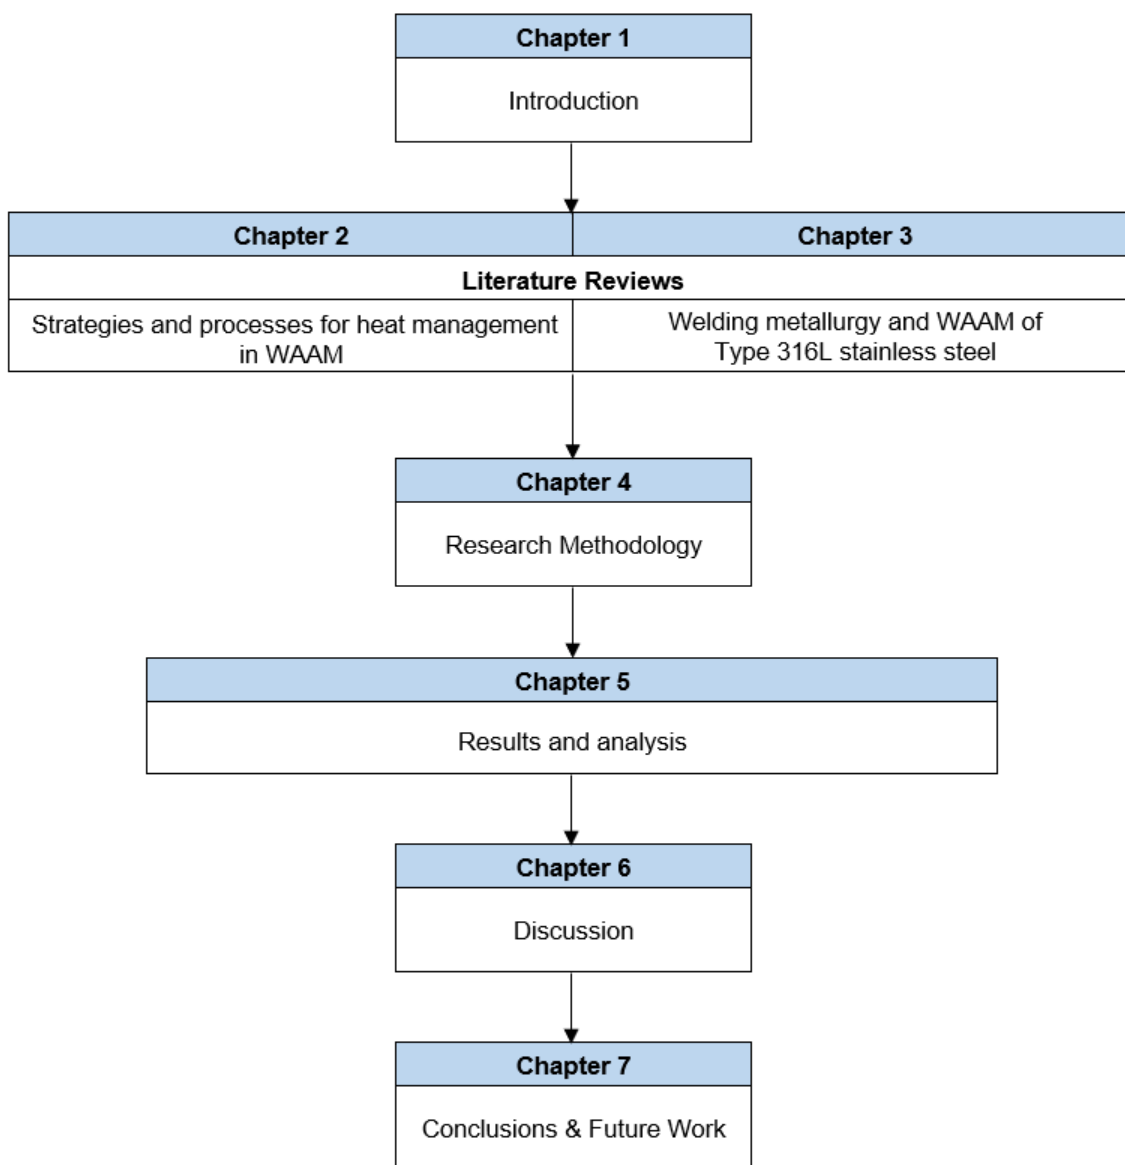 Chapter 1
Introduction
Chapter 2
Chapter 3
Literature Reviews
Strategies and processes for heat management
in WAAM
Welding metallurgy and WAAM of
Type 316L stainless steel
Chapter 4
Research Methodology
Chapter 5
Results and analysis
Chapter 6
Discussion
Chapter 7
Conclusions & Future Work